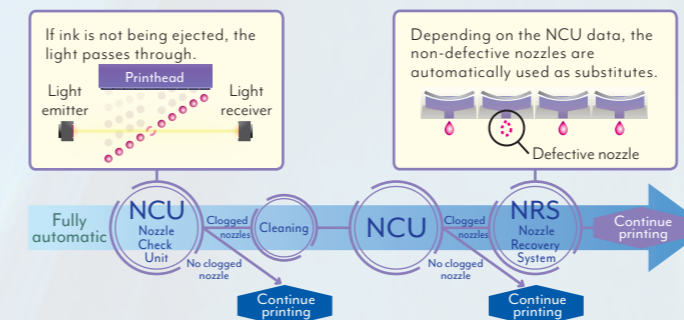 If ink is not being ejected, the
light passes through.
Printhead
Light
emitter
Light
receiver
Depending on the NCU data, the
non-defective nozzles are
automatically used as substitutes.
Defective nozzle
Fully
automatic
NCU
Nozzle
Check
Unit
Clogged
nozzles
No clogged
nozzle
Continue
printing
Cleaning
NCU
Clogged
nozzles
No clogged
nozzle
Continue
printing
NRS
Nozzle
Recovery
System
Continue
printing